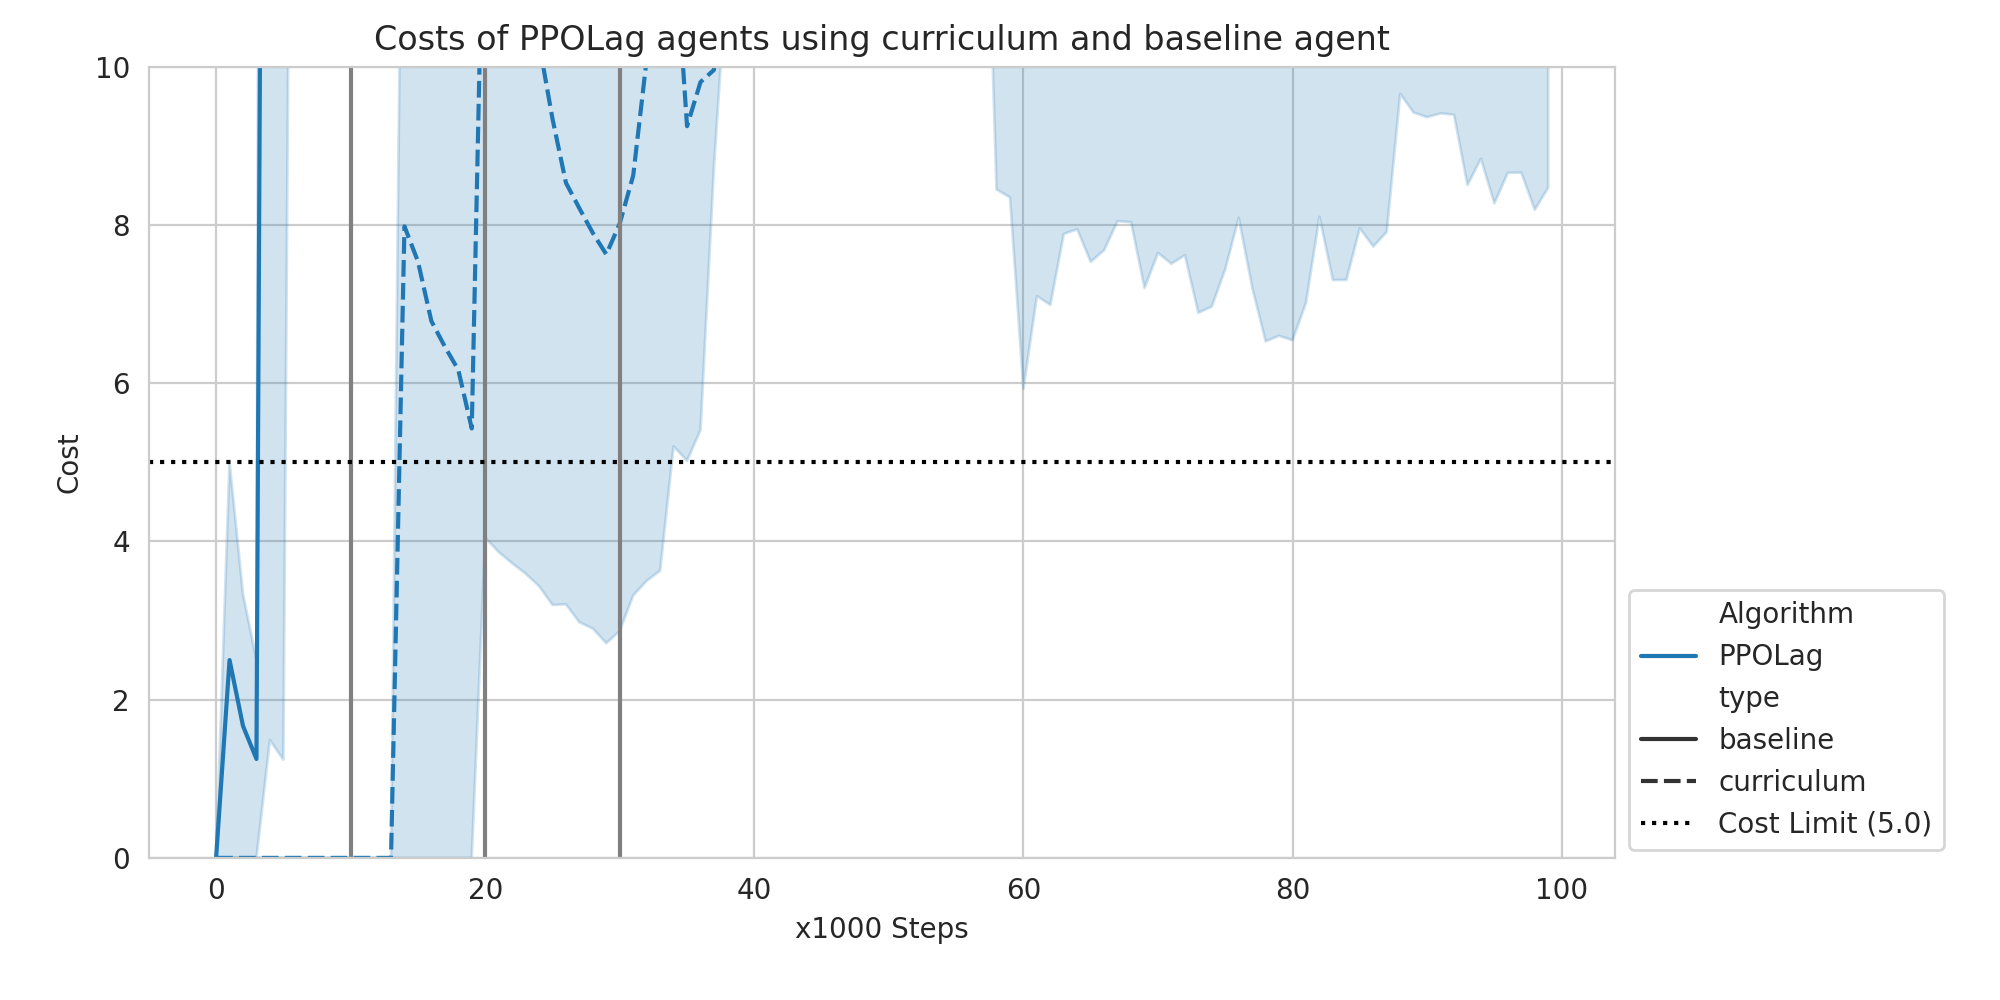 Costs of PPOLag agents using curriculum and baseline agent
10
8
6
4
2
0
Cost
0 20 40 60 80 100
x1000 Steps
Algorithm
PPOLag
type
baseline
curriculum
Cost Limit (5.0)